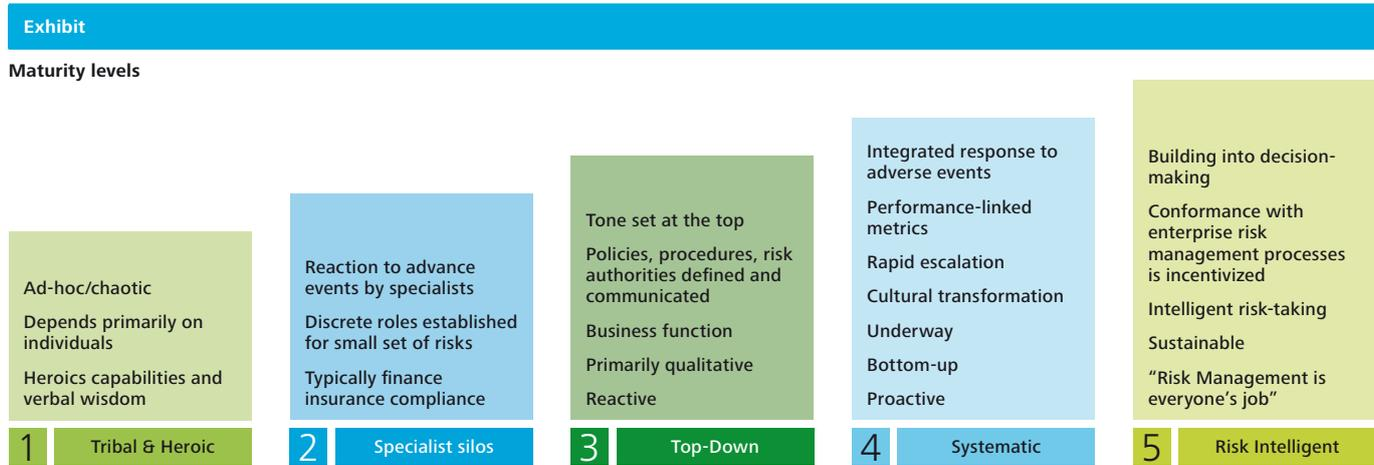 Exhibit
Maturity levels
Ad-hoc/chaotic
Depends primarily on
individuals
Heroics capabilities and
verbal wisdom
1
Tribal & Heroic
Reaction to advance
events by specialists
Discrete roles established
for small set of risks
Typically finance
insurance compliance
2
Specialist silos
Tone set at the top
Policies, procedures, risk
authorities defined and
communicated
Business function
Primarily qualitative
Reactive
3
Top-Down
Integrated response to
adverse events
Performance-linked
metrics
Rapid escalation
Cultural transformation
Underway
Bottom-up
Proactive
4
Systematic
Building into decision-
making
Conformance with
enterprise risk
management processes
is incentivized
Intelligent risk-taking
Sustainable
“Risk Management is
everyone’s job”
5
Risk Intelligent